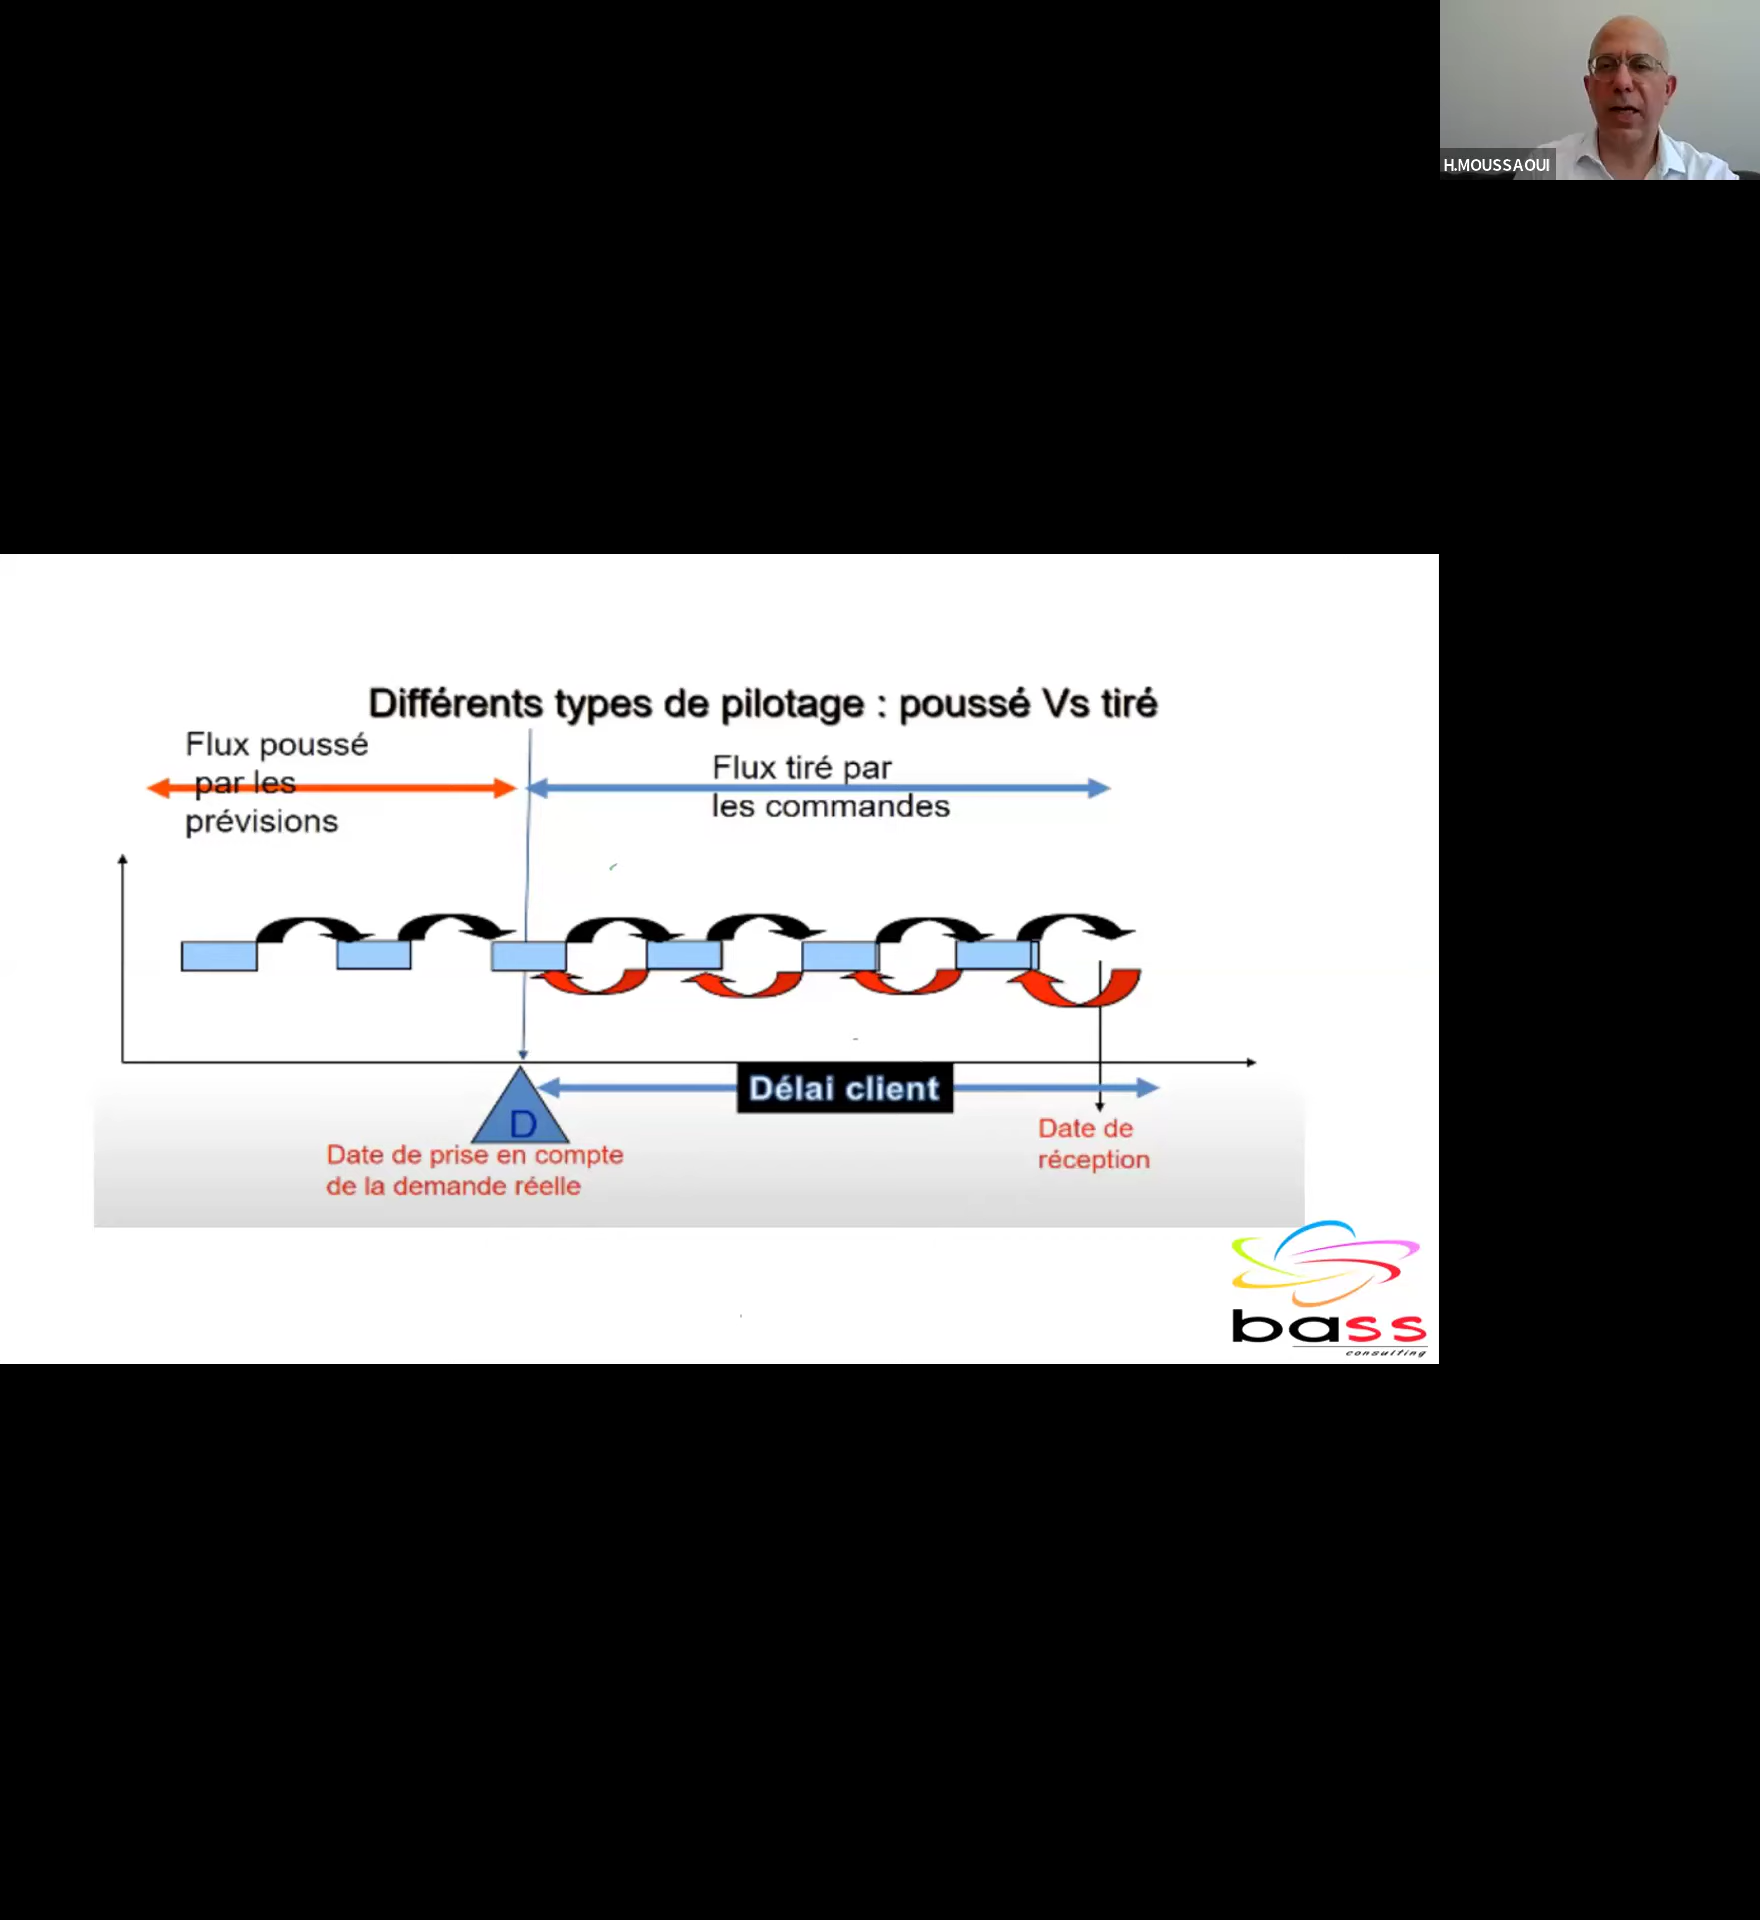 H.MOUSSAOUI
Différents types de pilotage : poussé Vs tiré
Flux poussé
par les
prévisions
Flux tiré par
les commandes
Délai client
D
Date de prise en compte
de la demande réelle
Date de
réception
bass
consulting